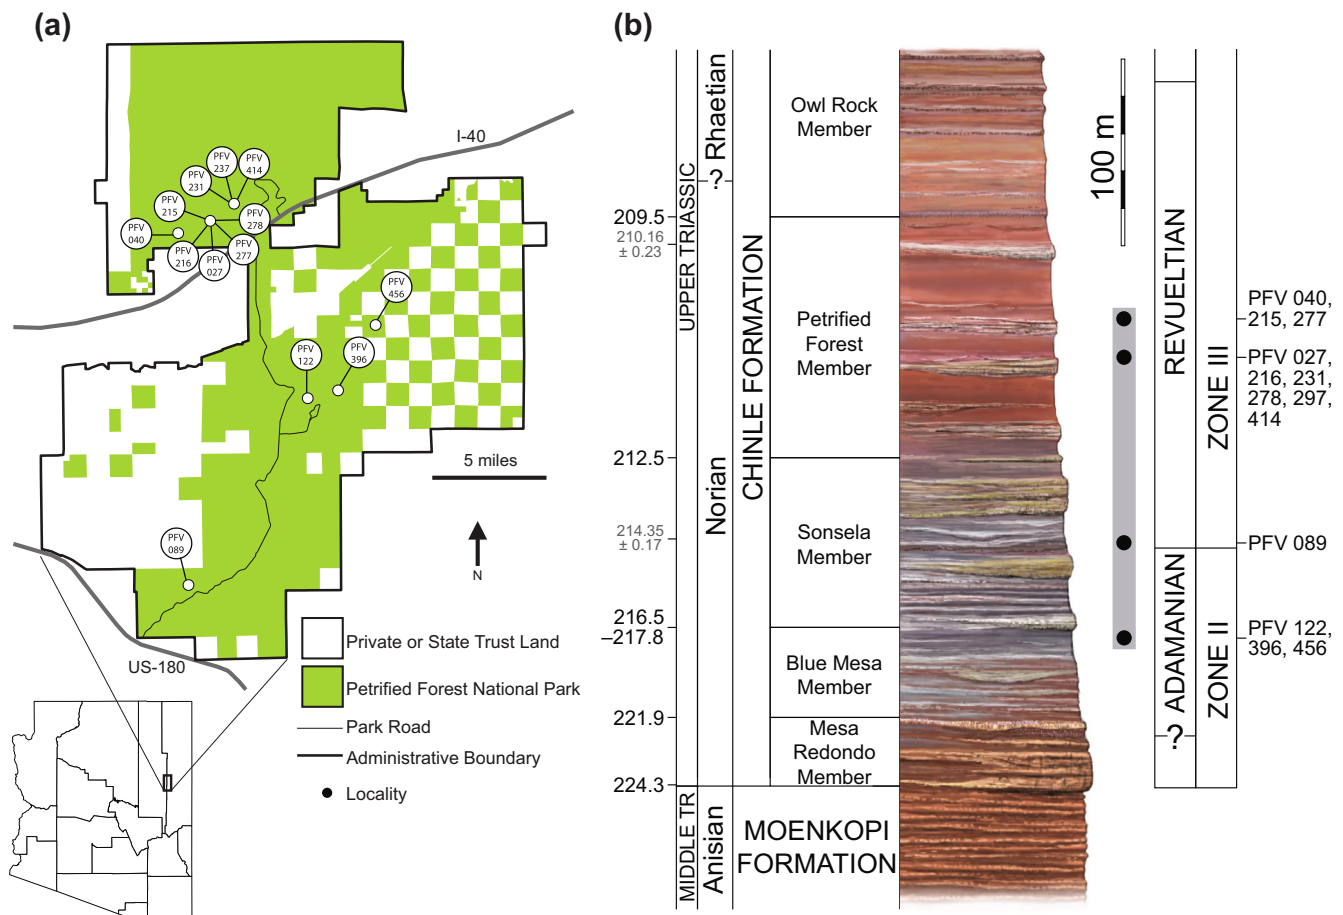 (a)
I-40
PFV
237
PFV
414
PFV
231
PFV
215
PFV
278
PFV
040
PFV
216
PFV
027
PFV
277
PFV
456
PFV
122
PFV
396
5 miles
N
PFV
089
US-180
Private or State Trust Land
Petrified Forest National Park
Park Road
Administrative Boundary
Locality
(b)
UPPER TRIASSIC
MIDDLE TR
Rhaetian
?
Norian
Anisian
CHINLE FORMATION
209.5
210.16
± 0.23
212.5
214.35
± 0.17
216.5
–217.8
221.9
224.3
Owl Rock
Member
Petrified
Forest
Member
Sonsela
Member
Blue Mesa
Member
Mesa
Redondo
Member
MOENKOPI
FORMATION
100 m
REVUELTIAN
ADAMANIAN
?
ZONE III
ZONE II
PFV 040,
215, 277
PFV 027,
216, 231,
278, 297,
414
PFV 089
PFV 122,
396, 456